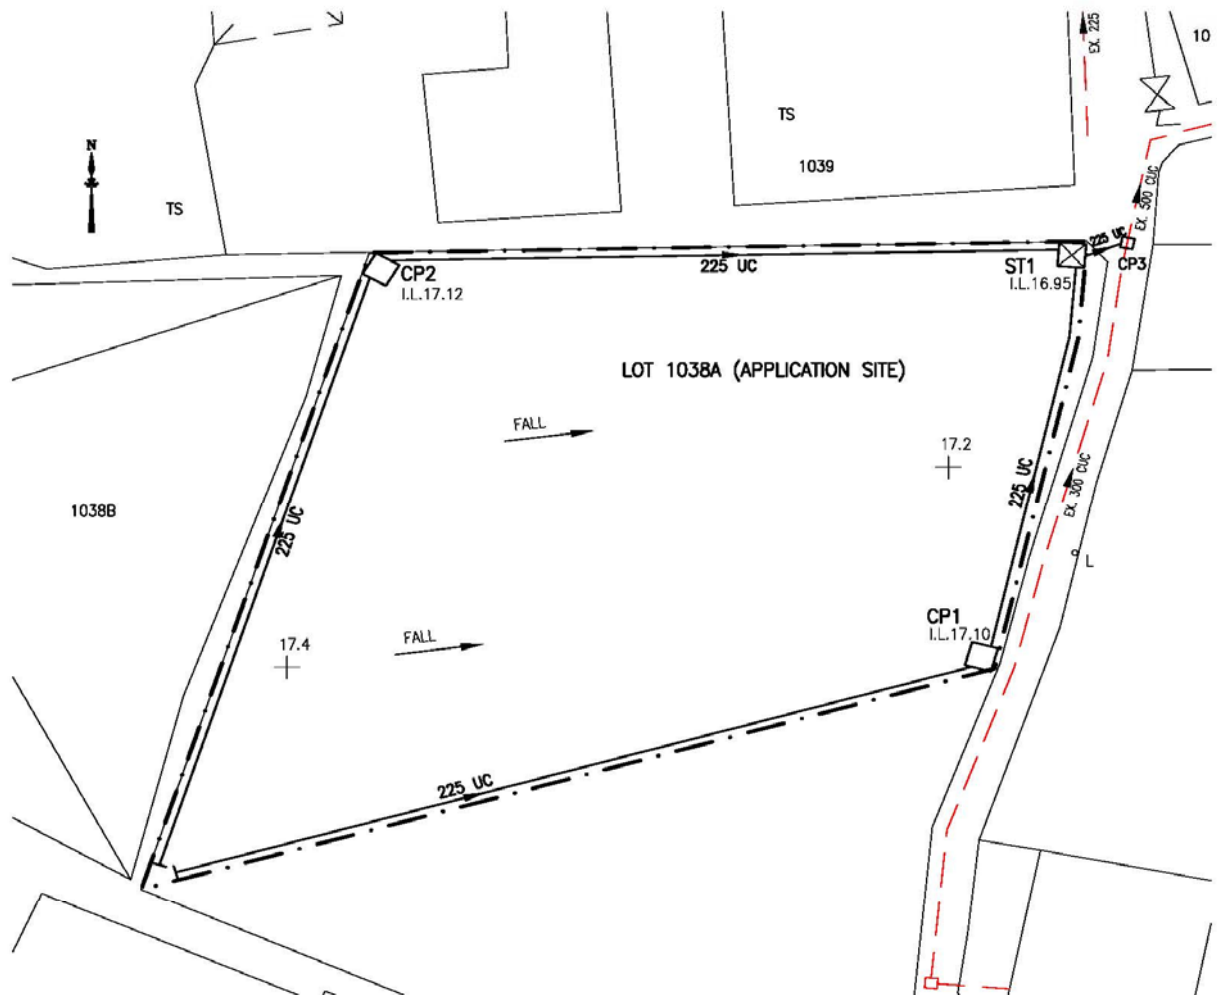 EX. 225
10
TS
1039
N
TS
EX. 500 CUC
225 UC
CP2
I.L.17.12
225 UC
ST1
I.L.16.95
CP3
LOT 1038A (APPLICATION SITE)
FALL
17.2
1038B
225 UC
225 UC
EX. 300 CUC
L
17.4
FALL
CP1
I.L.17.10
225 UC